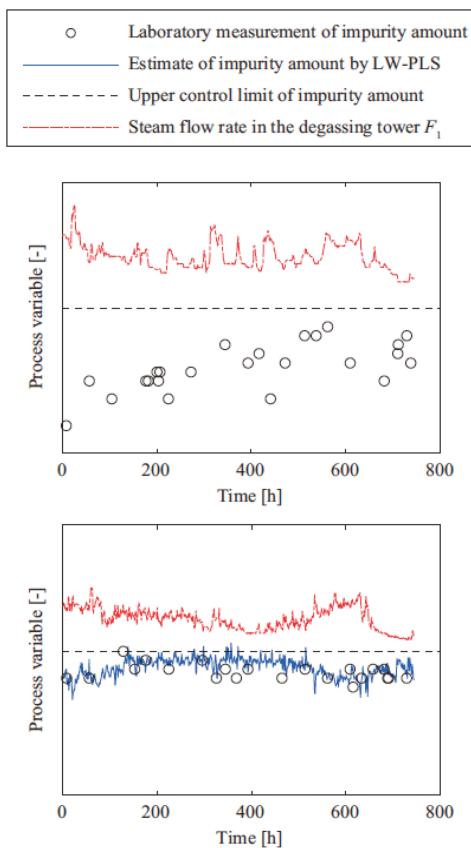 Laboratory measurement of impurity amount
Estimate of impurity amount by LW-PLS
Upper control limit of impurity amount
Steam flow rate in the degassing tower F₁
Process variable [-]
0 200 400 600 800
Time [h]
Process variable [-]
0 200 400 600 800
Time [h]